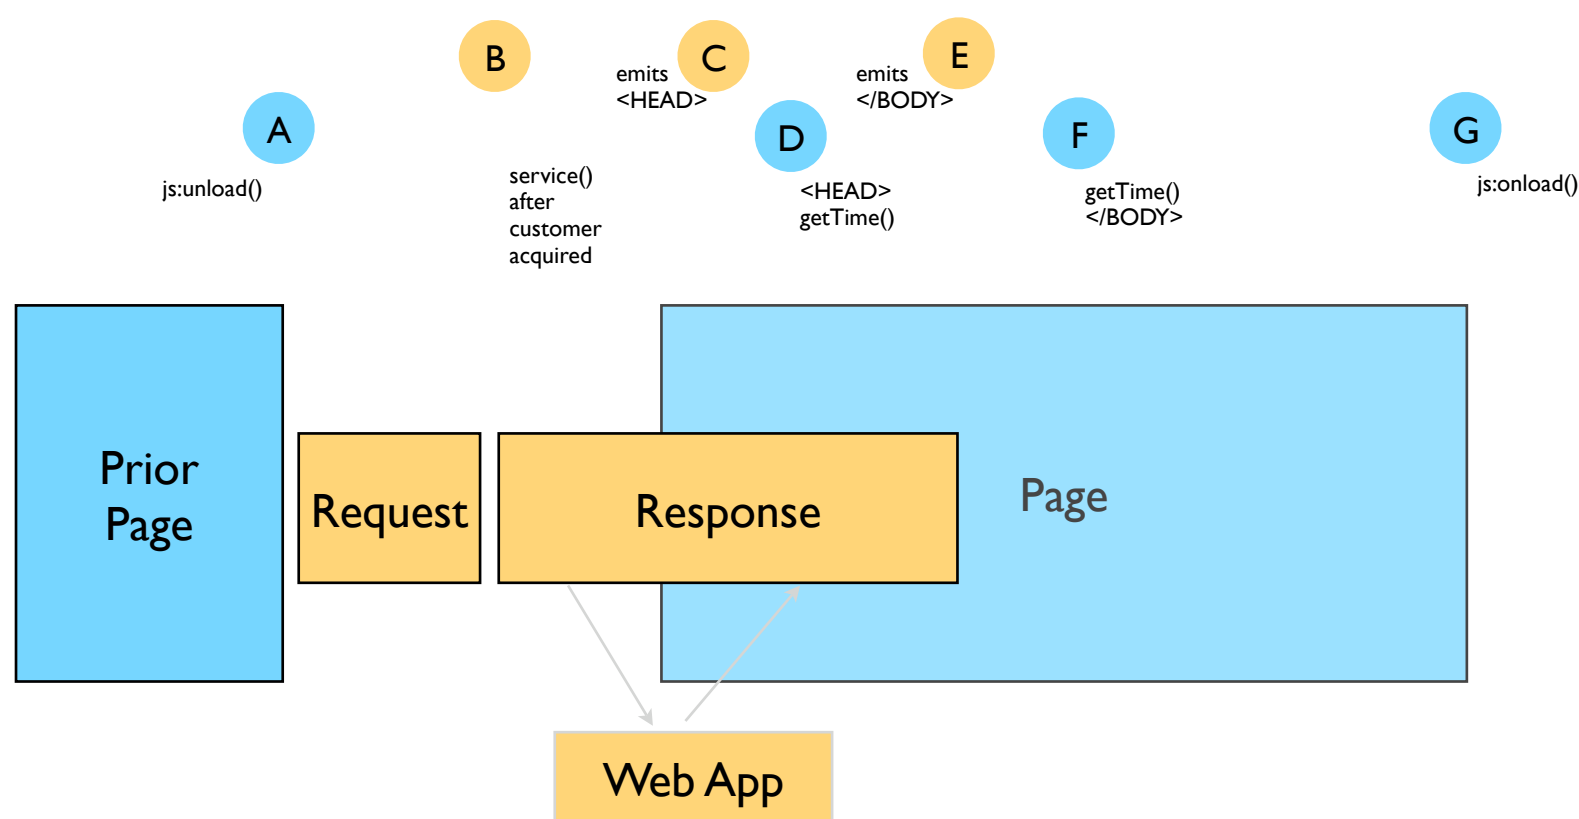 B
emits
<HEAD>
C
emits
</BODY>
E
A
js:unload()
service()
after
customer
acquired
D
<HEAD>
getTime()
F
getTime()
</BODY>
G
js:onload()
Prior
Page
Request
Response
Page
Web App